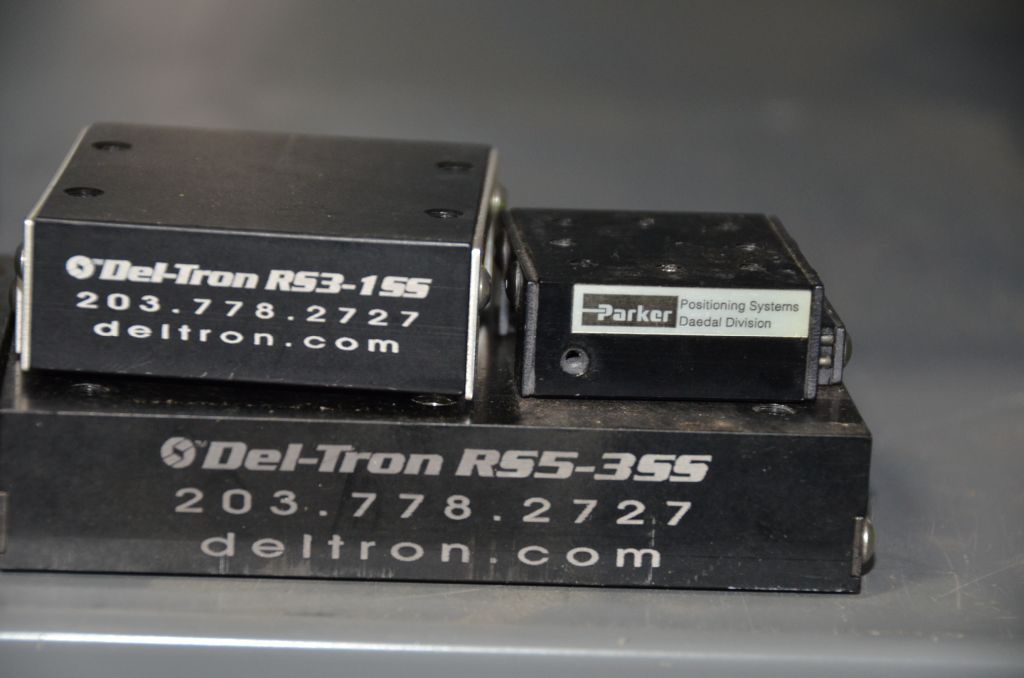 Del-Tron RS3-1SS
203.778.2727
deltron.com
Parker
Positioning Systems
Daedal Division
Del-Tron RS5-3SS
203.778.2727
deltron.com